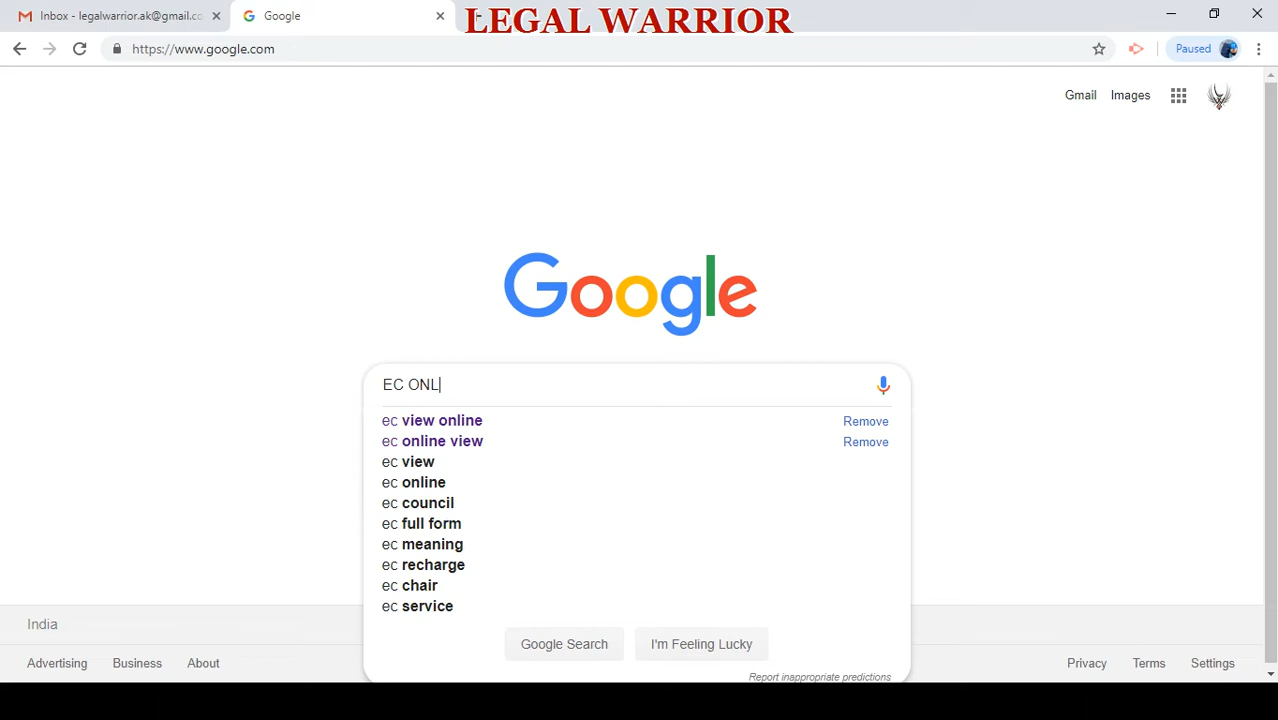 Inbox - legalwarrior.ak@gmail.co
Google
LEGAL WARRIOR
https://www.google.com
Paused
Gmail
Images
Google
EC ONL
ec view online
Remove
ec online view
Remove
ec view
ec online
ec council
ec full form
ec meaning
ec recharge
ec chair
ec service
Google Search
I'm Feeling Lucky
Report inappropriate predictions
India
Advertising
Business
About
Privacy
Terms
Settings